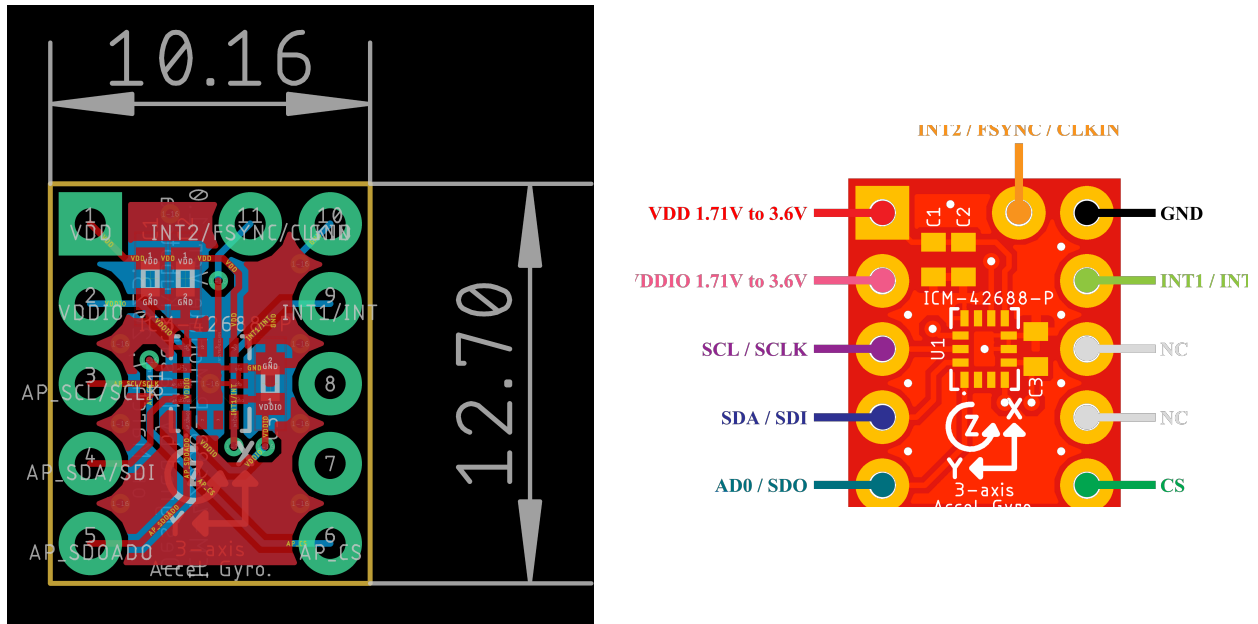 10.16
12.70
1
11
10
VDD
INT2/FSYNC/CLKIN
2
9
VDDIO
INT1/INT
3
8
AP_SCL/SCLK
4
7
AP_SDA/SDI
5
6
AP_SDOADO
AP_CS
3-axis
Accel, Gyro.
INT2 / FSYNC / CLKIN
VDD 1.71V to 3.6V
GND
C1
C2
VDDIO 1.71V to 3.6V
INT1 / INT
ICM-42688-P
SCL / SCLK
U1
NC
C3
SDA / SDI
NC
X
Z
Y
AD0 / SDO
CS
3-axis
Accel Gyro